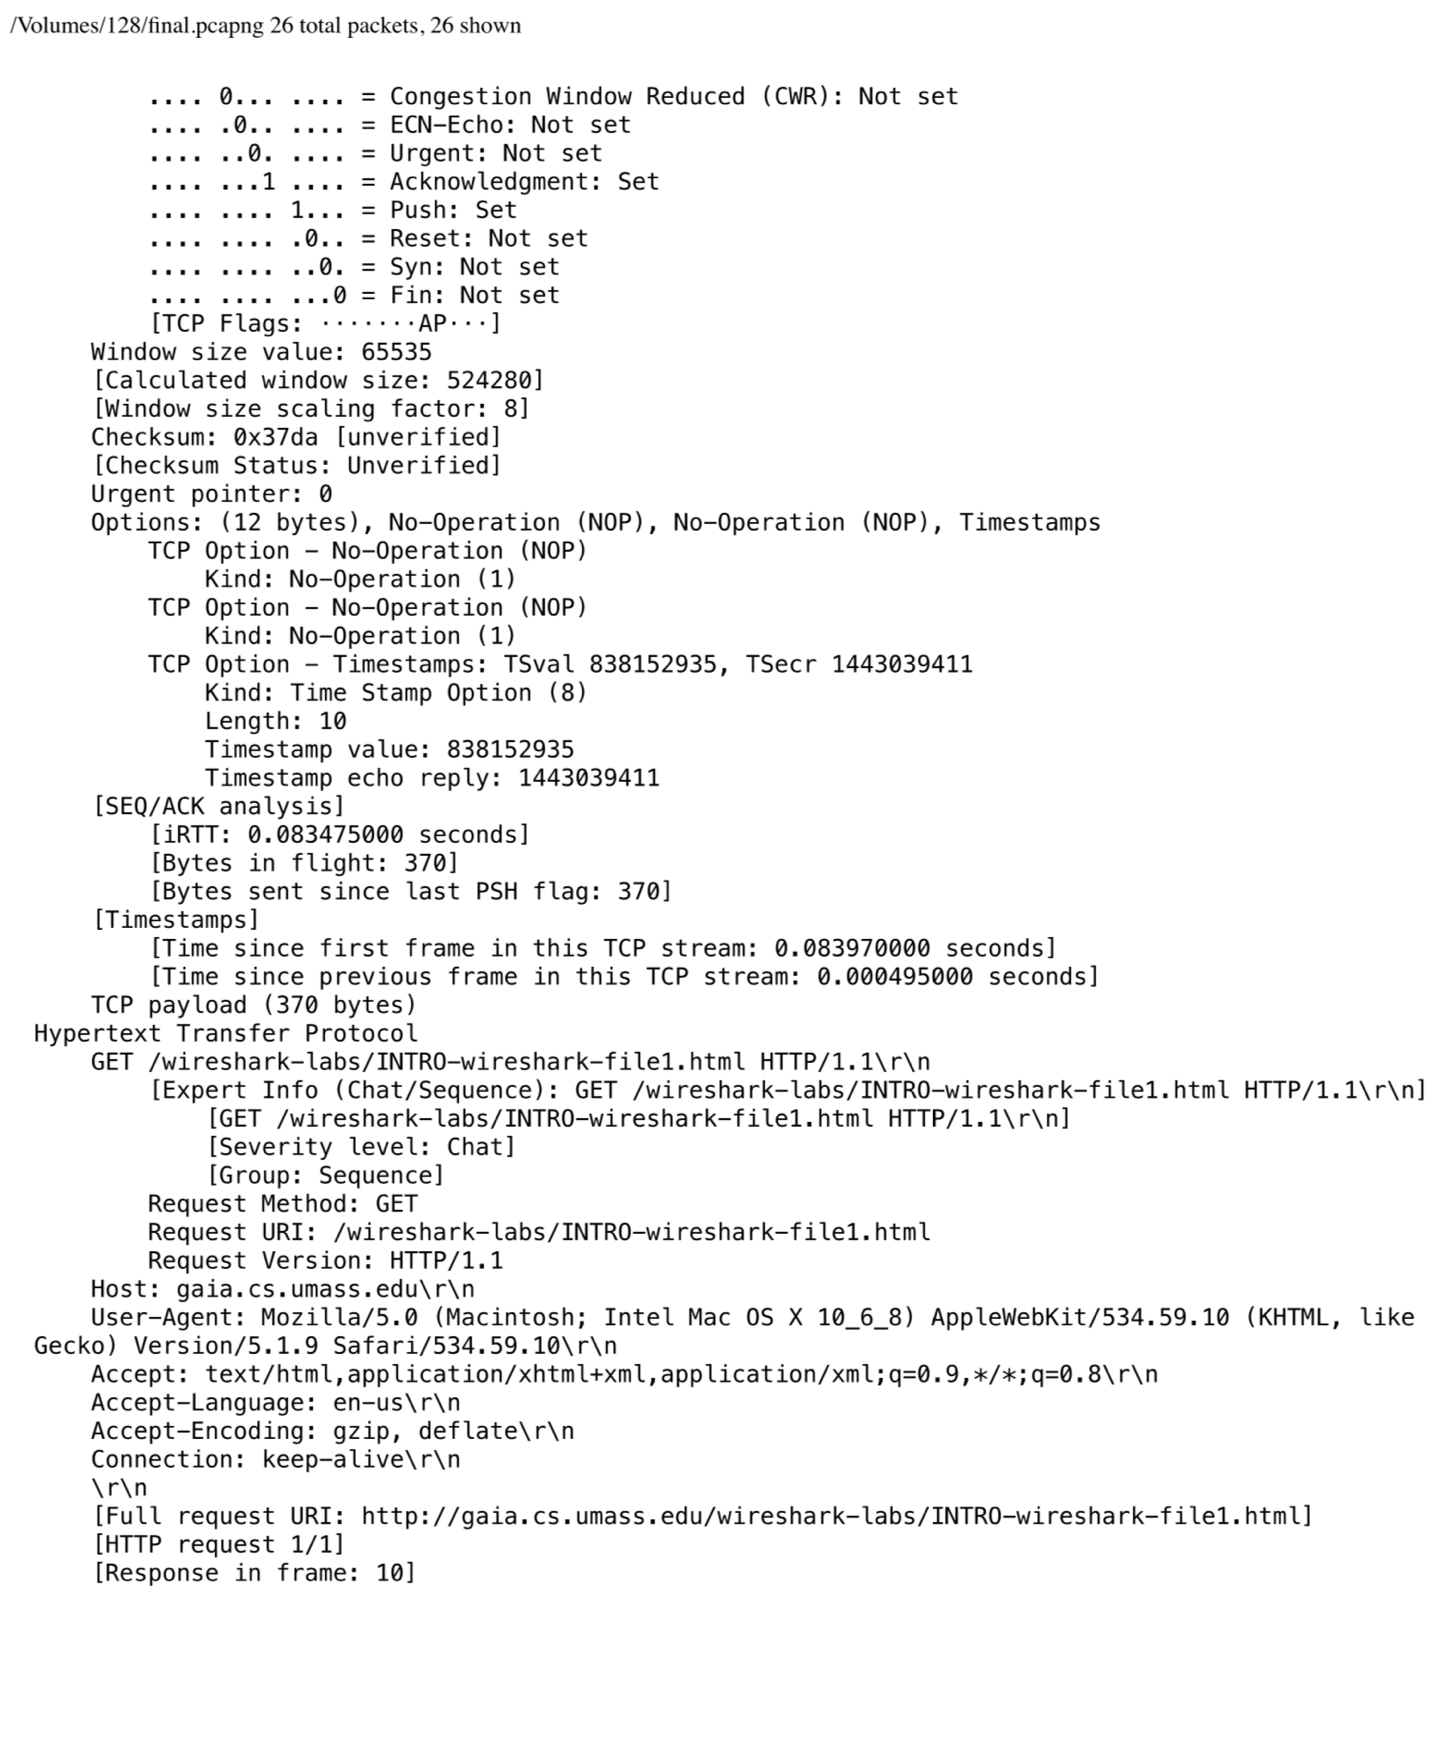 /Volumes/128/final.pcapng 26 total packets, 26 shown
.... 0... .... = Congestion Window Reduced (CWR): Not set
.... .0.. .... = ECN-Echo: Not set
.... ..0. .... = Urgent: Not set
.... ...1 .... = Acknowledgment: Set
.... .... 1... = Push: Set
.... .... .0.. = Reset: Not set
.... .... ..0. = Syn: Not set
.... .... ...0 = Fin: Not set
[TCP Flags: ·······AP···]
Window size value: 65535
[Calculated window size: 524280]
[Window size scaling factor: 8]
Checksum: 0x37da [unverified]
[Checksum Status: Unverified]
Urgent pointer: 0
Options: (12 bytes), No-Operation (NOP), No-Operation (NOP), Timestamps
TCP Option - No-Operation (NOP)
Kind: No-Operation (1)
TCP Option - No-Operation (NOP)
Kind: No-Operation (1)
TCP Option - Timestamps: TSval 838152935, TSecr 1443039411
Kind: Time Stamp Option (8)
Length: 10
Timestamp value: 838152935
Timestamp echo reply: 1443039411
[SEQ/ACK analysis]
[iRTT: 0.083475000 seconds]
[Bytes in flight: 370]
[Bytes sent since last PSH flag: 370]
[Timestamps]
[Time since first frame in this TCP stream: 0.083970000 seconds]
[Time since previous frame in this TCP stream: 0.000495000 seconds]
TCP payload (370 bytes)
Hypertext Transfer Protocol
GET /wireshark-labs/INTRO-wireshark-file1.html HTTP/1.1\r\n
[Expert Info (Chat/Sequence): GET /wireshark-labs/INTRO-wireshark-file1.html HTTP/1.1\r\n]
[GET /wireshark-labs/INTRO-wireshark-file1.html HTTP/1.1\r\n]
[Severity level: Chat]
[Group: Sequence]
Request Method: GET
Request URI: /wireshark-labs/INTRO-wireshark-file1.html
Request Version: HTTP/1.1
Host: gaia.cs.umass.edu\r\n
User-Agent: Mozilla/5.0 (Macintosh; Intel Mac OS X 10_6_8) AppleWebKit/534.59.10 (KHTML, like
Gecko) Version/5.1.9 Safari/534.59.10\r\n
Accept: text/html,application/xhtml+xml,application/xml;q=0.9,*/*;q=0.8\r\n
Accept-Language: en-us\r\n
Accept-Encoding: gzip, deflate\r\n
Connection: keep-alive\r\n
\r\n
[Full request URI: http://gaia.cs.umass.edu/wireshark-labs/INTRO-wireshark-file1.html]
[HTTP request 1/1]
[Response in frame: 10]